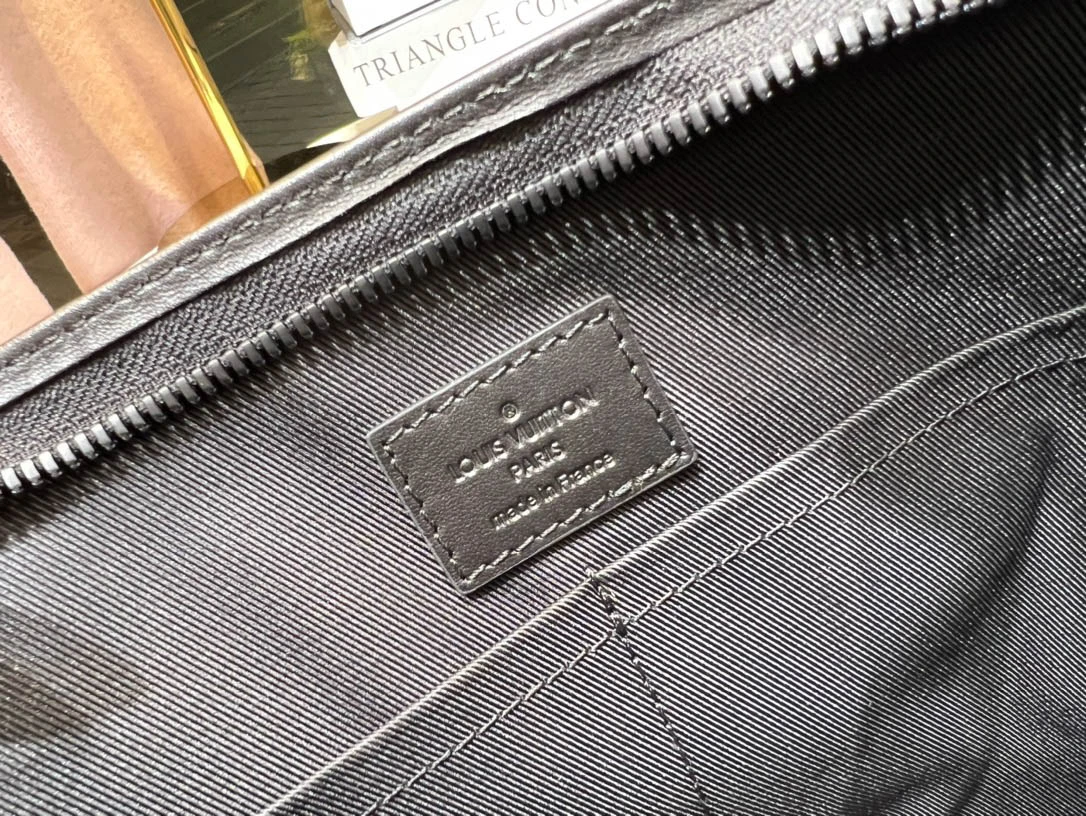 TRIANGLE CON
®
LOUIS VUITTON
PARIS
made in France